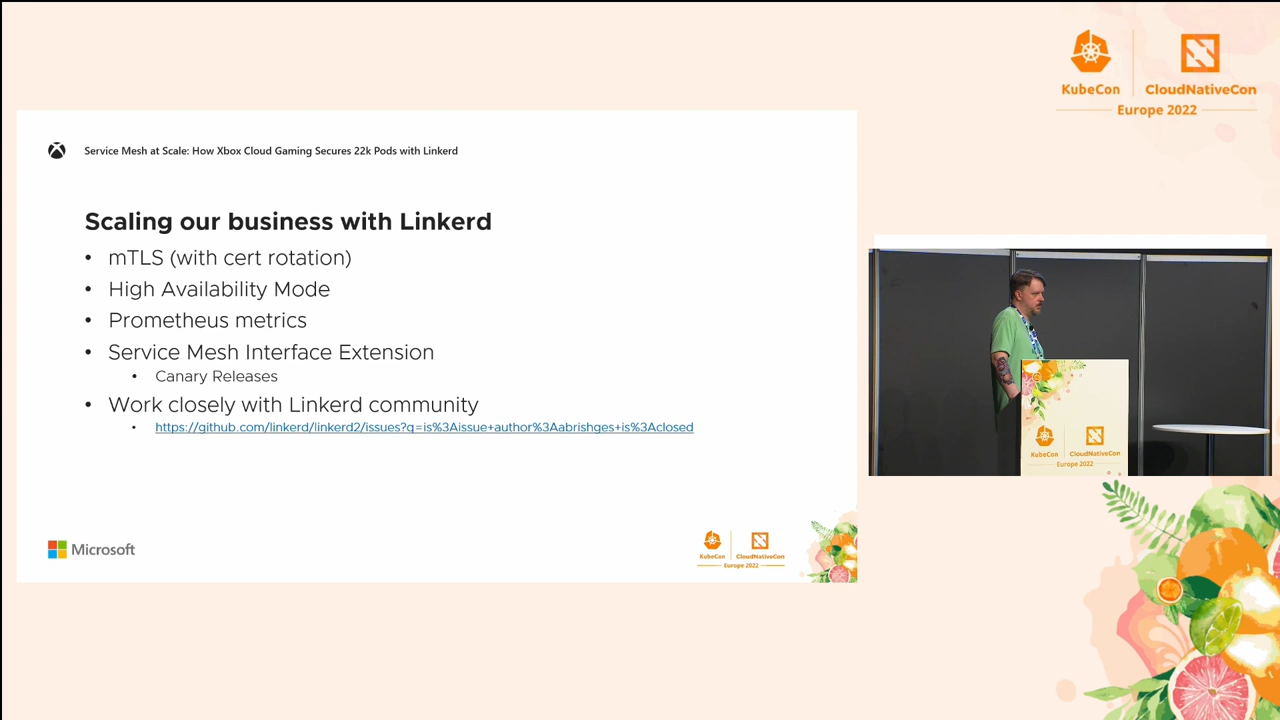 KubeCon
CloudNativeCon
Europe 2022
Service Mesh at Scale: How Xbox Cloud Gaming Secures 22k Pods with Linkerd
Scaling our business with Linkerd
• mTLS (with cert rotation)
• High Availability Mode
• Prometheus metrics
• Service Mesh Interface Extension
• Canary Releases
• Work closely with Linkerd community
• https://github.com/linkerd/linkerd2/issues?q=is%3Aissue+author%3Aabrishges+is%3Aclosed
Microsoft
KubeCon
CloudNativeCon
Europe 2022
KubeCon
CloudNativeCon
Europe 2022